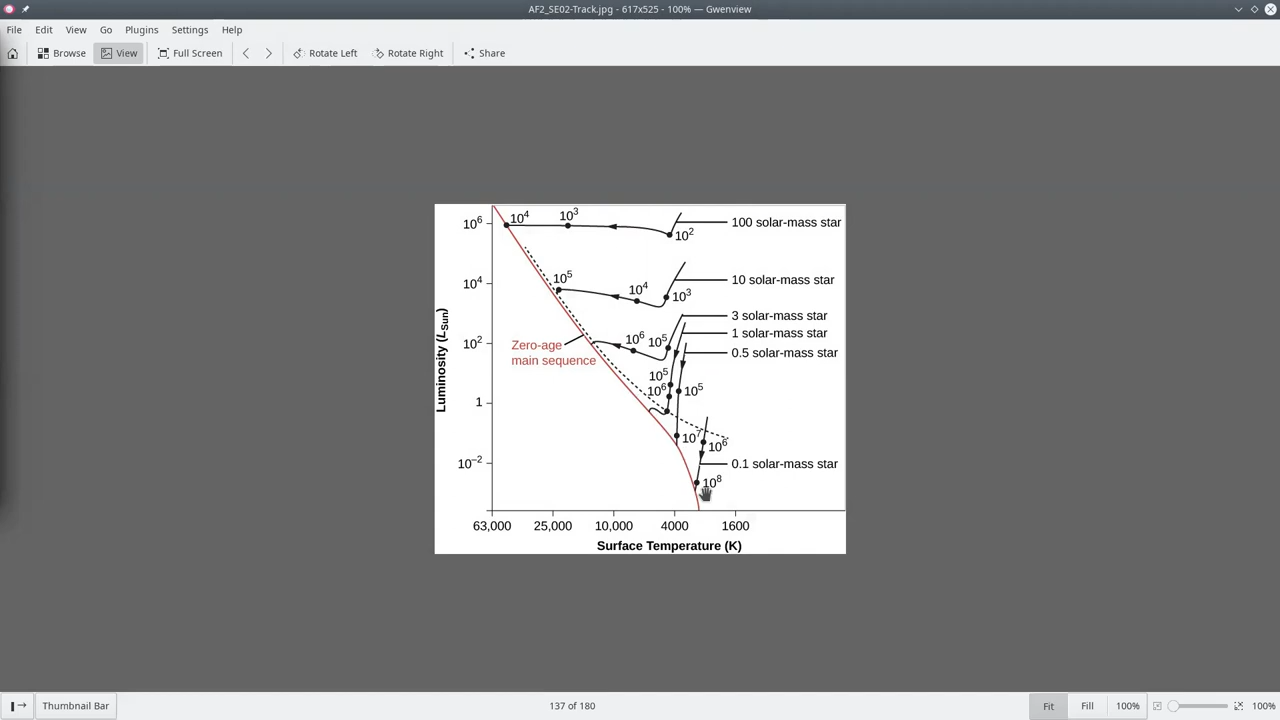 AF2_SE02-Track.jpg - 617x525 - 100% — Gwenview
File Edit View Go Plugins Settings Help
Browse View Full Screen Rotate Left Rotate Right Share
10⁶
10⁴
10²
1
10⁻²
Luminosity (L_Sun)
10⁴ 10³ 10² 100 solar-mass star
10⁵ 10⁴ 10³ 10 solar-mass star
10⁶ 10⁵ 3 solar-mass star
1 solar-mass star
0.5 solar-mass star
Zero-age
main sequence
10⁵
10⁶ 10⁵
10⁷ 10⁶
0.1 solar-mass star
10⁸
63,000 25,000 10,000 4000 1600
Surface Temperature (K)
Thumbnail Bar 137 of 180 Fit Fill 100% 100%